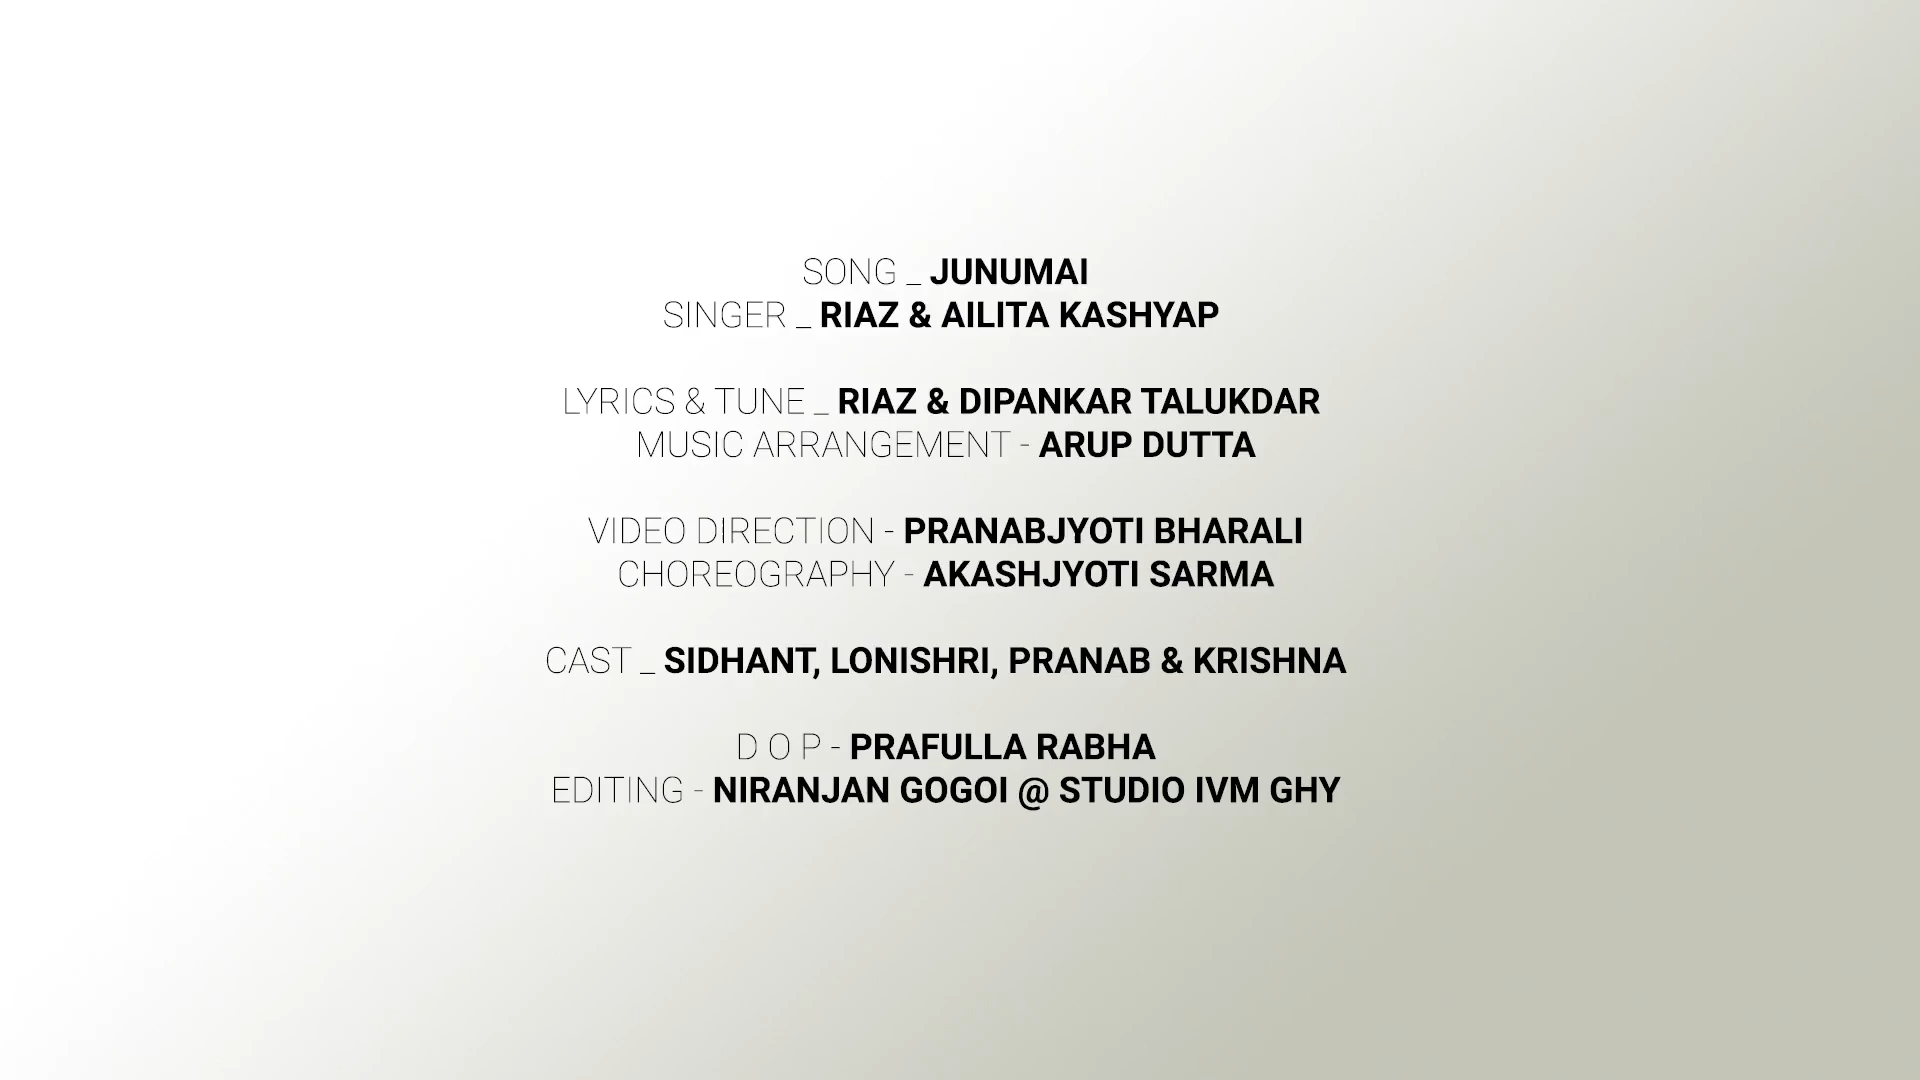 SONG _ JUNUMAI
SINGER _ RIAZ & AILITA KASHYAP
LYRICS & TUNE _ RIAZ & DIPANKAR TALUKDAR
MUSIC ARRANGEMENT - ARUP DUTTA
VIDEO DIRECTION - PRANABJYOTI BHARALI
CHOREOGRAPHY - AKASHJYOTI SARMA
CAST _ SIDHANT, LONISHRI, PRANAB & KRISHNA
D O P - PRAFULLA RABHA
EDITING - NIRANJAN GOGOI @ STUDIO IVM GHY